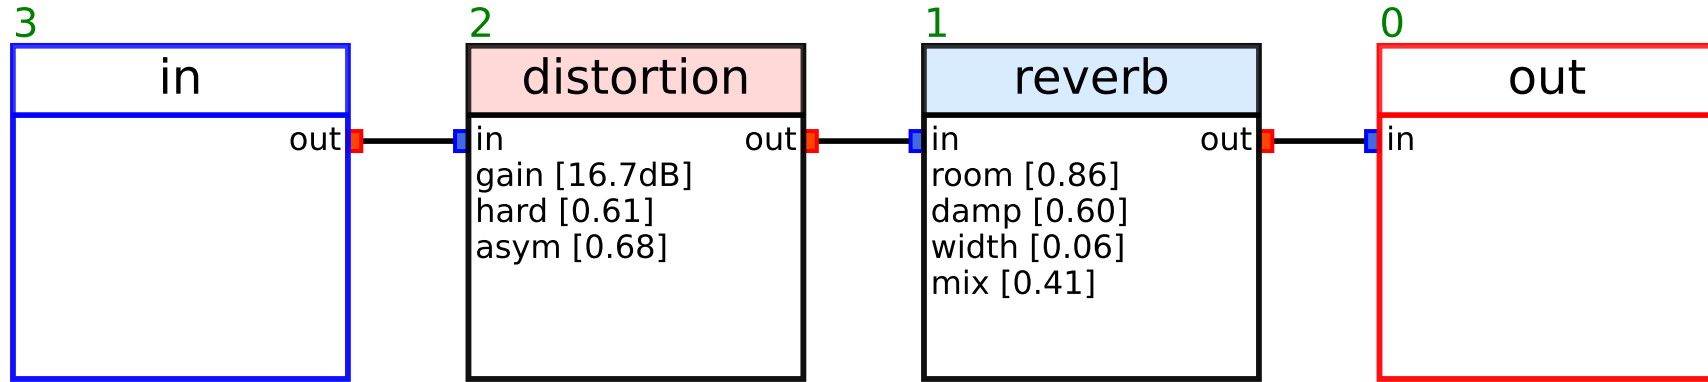 3
in
out
2
distortion
in out
gain [16.7dB]
hard [0.61]
asym [0.68]
1
reverb
in out
room [0.86]
damp [0.60]
width [0.06]
mix [0.41]
0
out
in